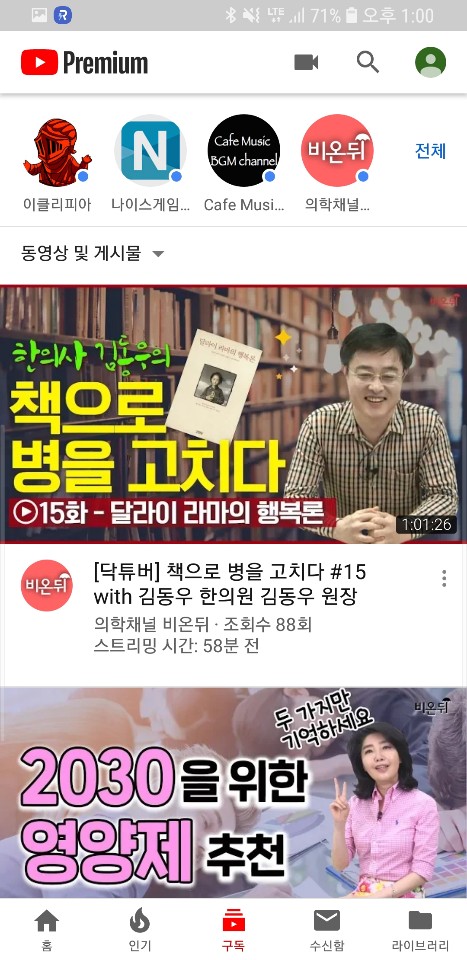 LTE 71% 오후 1:00
Premium
N
Cafe Music
BGM channel
비온뒤
이클리피아
나이스게임...
Cafe Musi...
의학채널...
전체
동영상 및 게시물
비온뒤
한의사 김동우의
달라이 라마의 행복론
책으로
병을 고치다
15화 - 달라이 라마의 행복론
1:01:26
비온뒤
[닥튜버] 책으로 병을 고치다 #15
with 김동우 한의원 김동우 원장
의학채널 비온뒤 · 조회수 88회
스트리밍 시간: 58분 전
두 가지만
기억하세요
비온뒤
2030을 위한
영양제 추천
홈
인기
구독
수신함
라이브러리